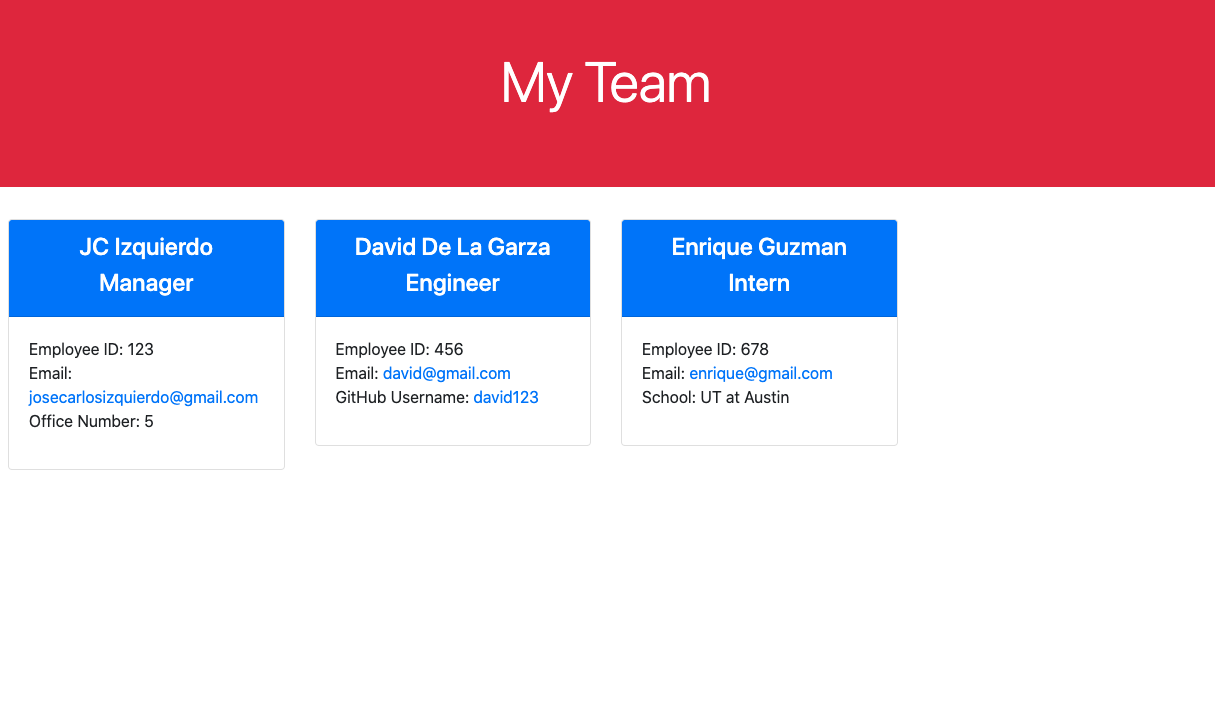 My Team
JC Izquierdo
Manager
Employee ID: 123
Email:
josecarlosizquierdo@gmail.com
Office Number: 5
David De La Garza
Engineer
Employee ID: 456
Email: david@gmail.com
GitHub Username: david123
Enrique Guzman
Intern
Employee ID: 678
Email: enrique@gmail.com
School: UT at Austin